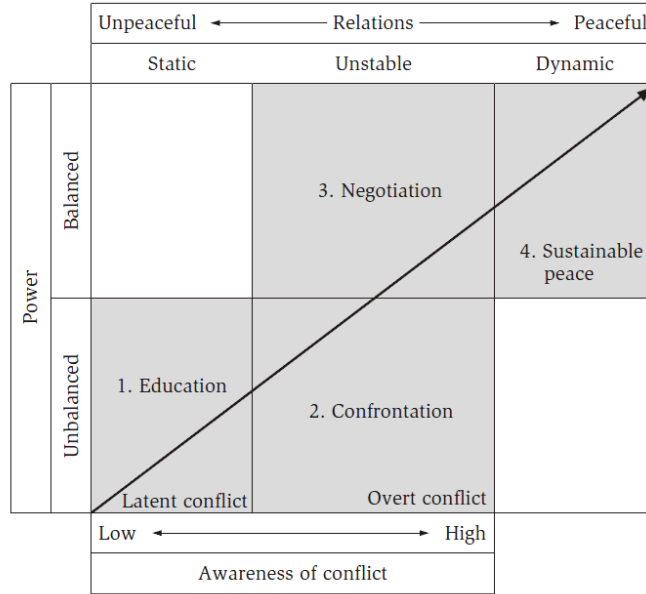 Unpeaceful Relations Peaceful
Static Unstable Dynamic
Power
Balanced
3. Negotiation
4. Sustainable
peace
Unbalanced
1. Education
2. Confrontation
Latent conflict Overt conflict
Low High
Awareness of conflict